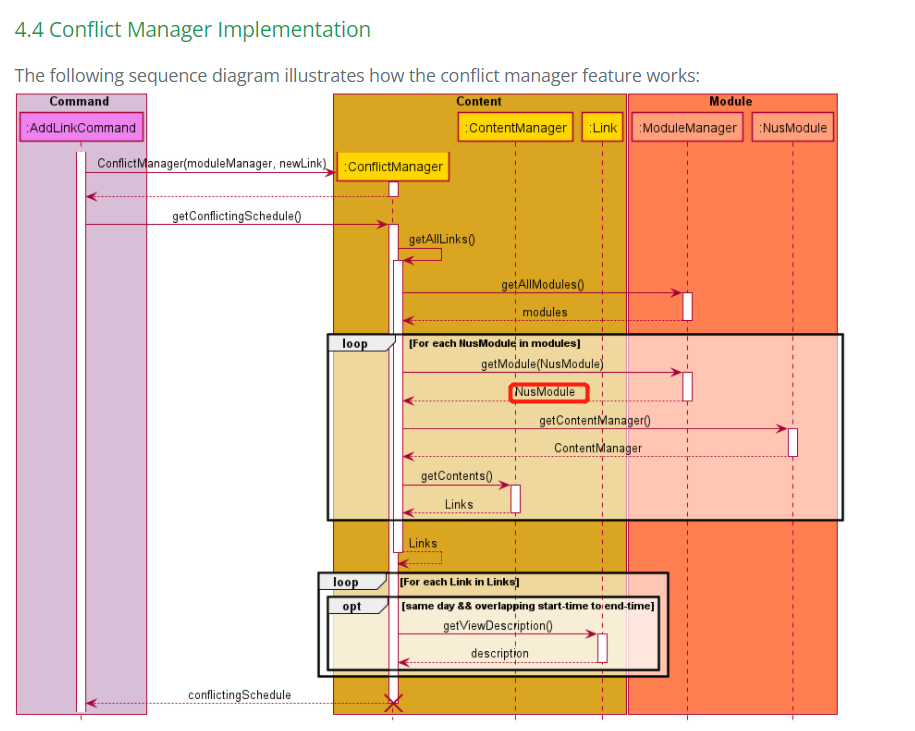 4.4 Conflict Manager Implementation
The following sequence diagram illustrates how the conflict manager feature works:
Command
Content
Module
:AddLinkCommand
:ContentManager
:Link
:ModuleManager
:NusModule
ConflictManager(moduleManager, newLink)
:ConflictManager
getConflictingSchedule()
getAllLinks()
getAllModules()
modules
loop
[For each NusModule in modules]
getModule(NusModule)
NusModule
getContentManager()
ContentManager
getContents()
Links
Links
loop
[For each Link in Links]
opt
[same day && overlapping start-time to end-time]
getViewDescription()
description
conflictingSchedule